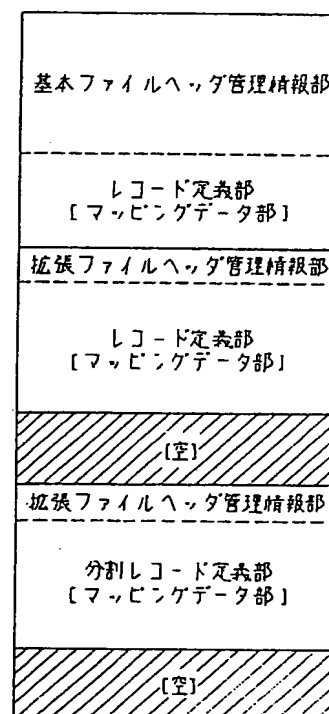 基本ファイルヘッダ管理情報部
レコード定義部
[マッピングデータ部]
拡張ファイルヘッダ管理情報部
レコード定義部
[マッピングデータ部]
[空]
拡張ファイルヘッダ管理情報部
分割レコード定義部
[マッピングデータ部]
[空]